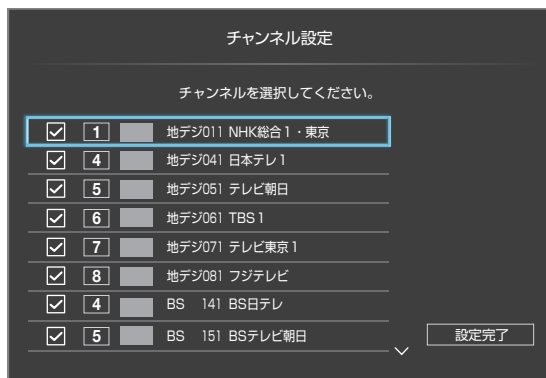 チャンネル設定
チャンネルを選択してください。
1 地デジ011 NHK総合1・東京
4 地デジ041 日本テレ1
5 地デジ051 テレビ朝日
6 地デジ061 TBS1
7 地デジ071 テレビ東京1
8 地デジ081 フジテレビ
4 BS 141 BS日テレ
5 BS 151 BSテレビ朝日
設定完了